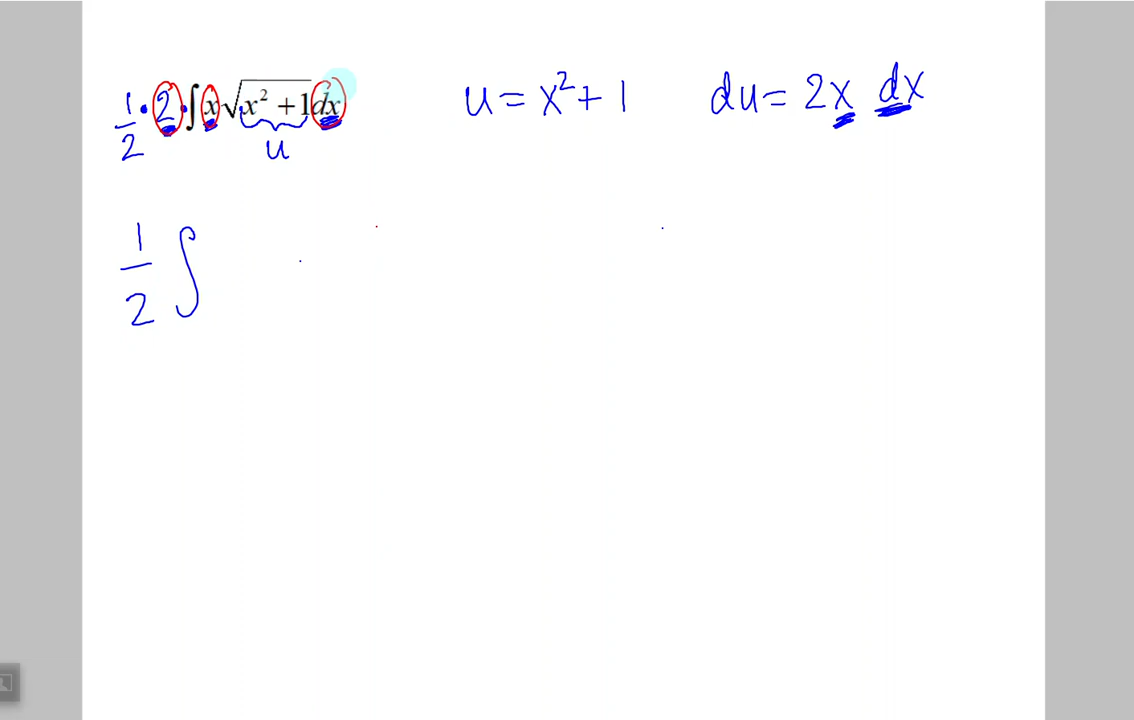 1/2 • 2 • ∫ x √(x² + 1) dx   u = x² + 1   du = 2x dx
u
1/2 ∫